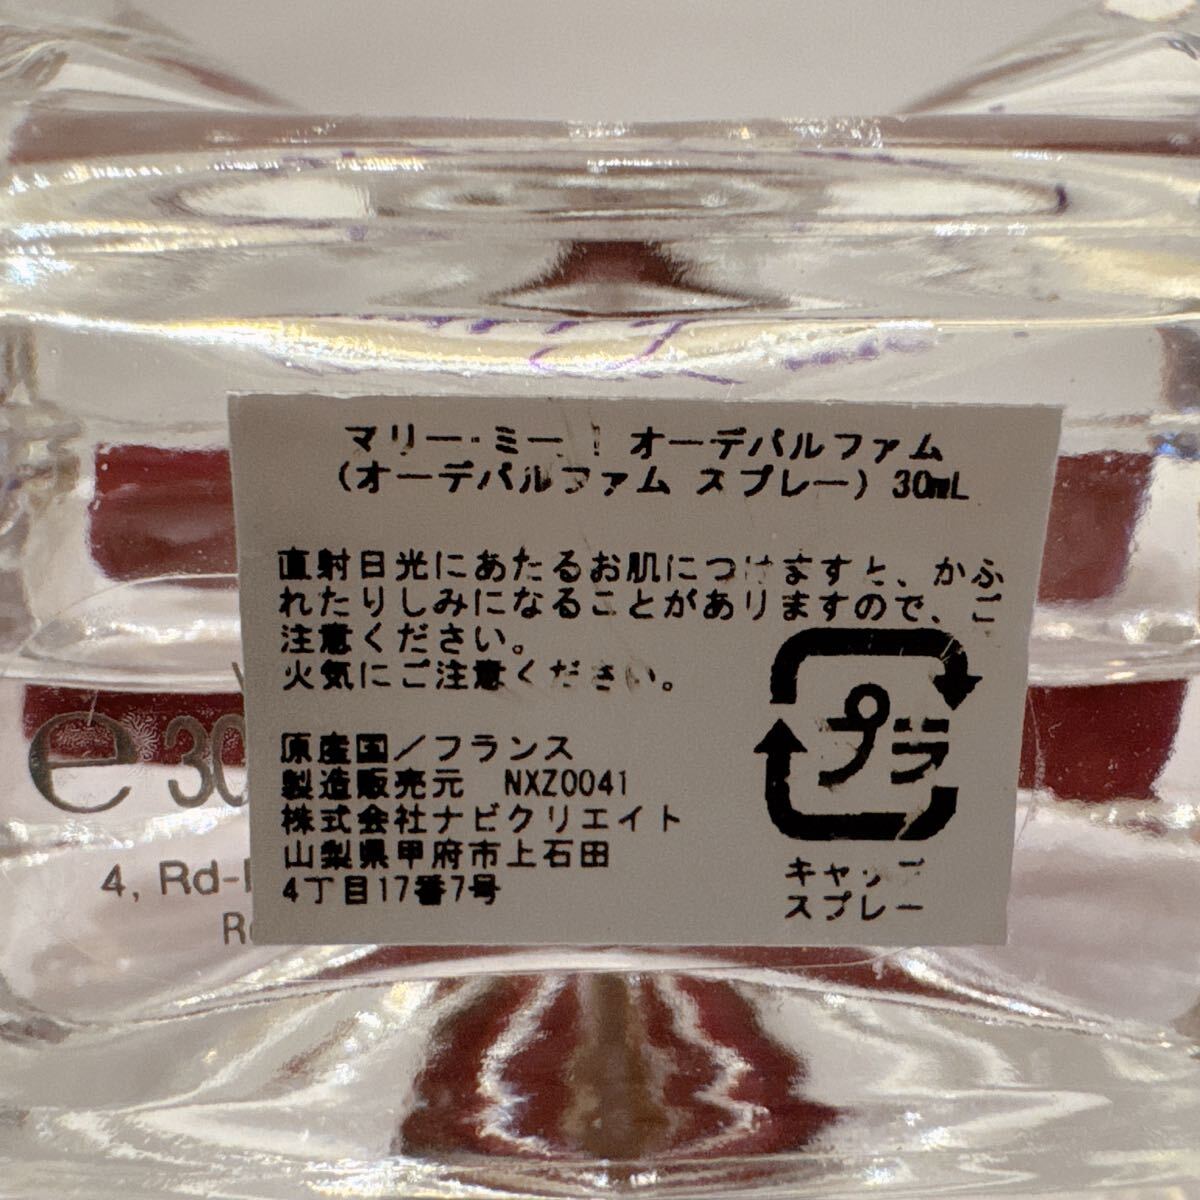 マリー・ミー！ オーデパルファム
(オーデパルファム スプレー) 30mL
直射日光にあたるお肌につけますと、かぶ
れたりしみになることがありますので、ご
注意ください。
火気にご注意ください。
原産国／フランス
製造販売元 NXZ0041
株式会社ナビクリエイト
山梨県甲府市上石田
4丁目17番7号
プラ
キャップ
スプレー
e 30
4, Rd-